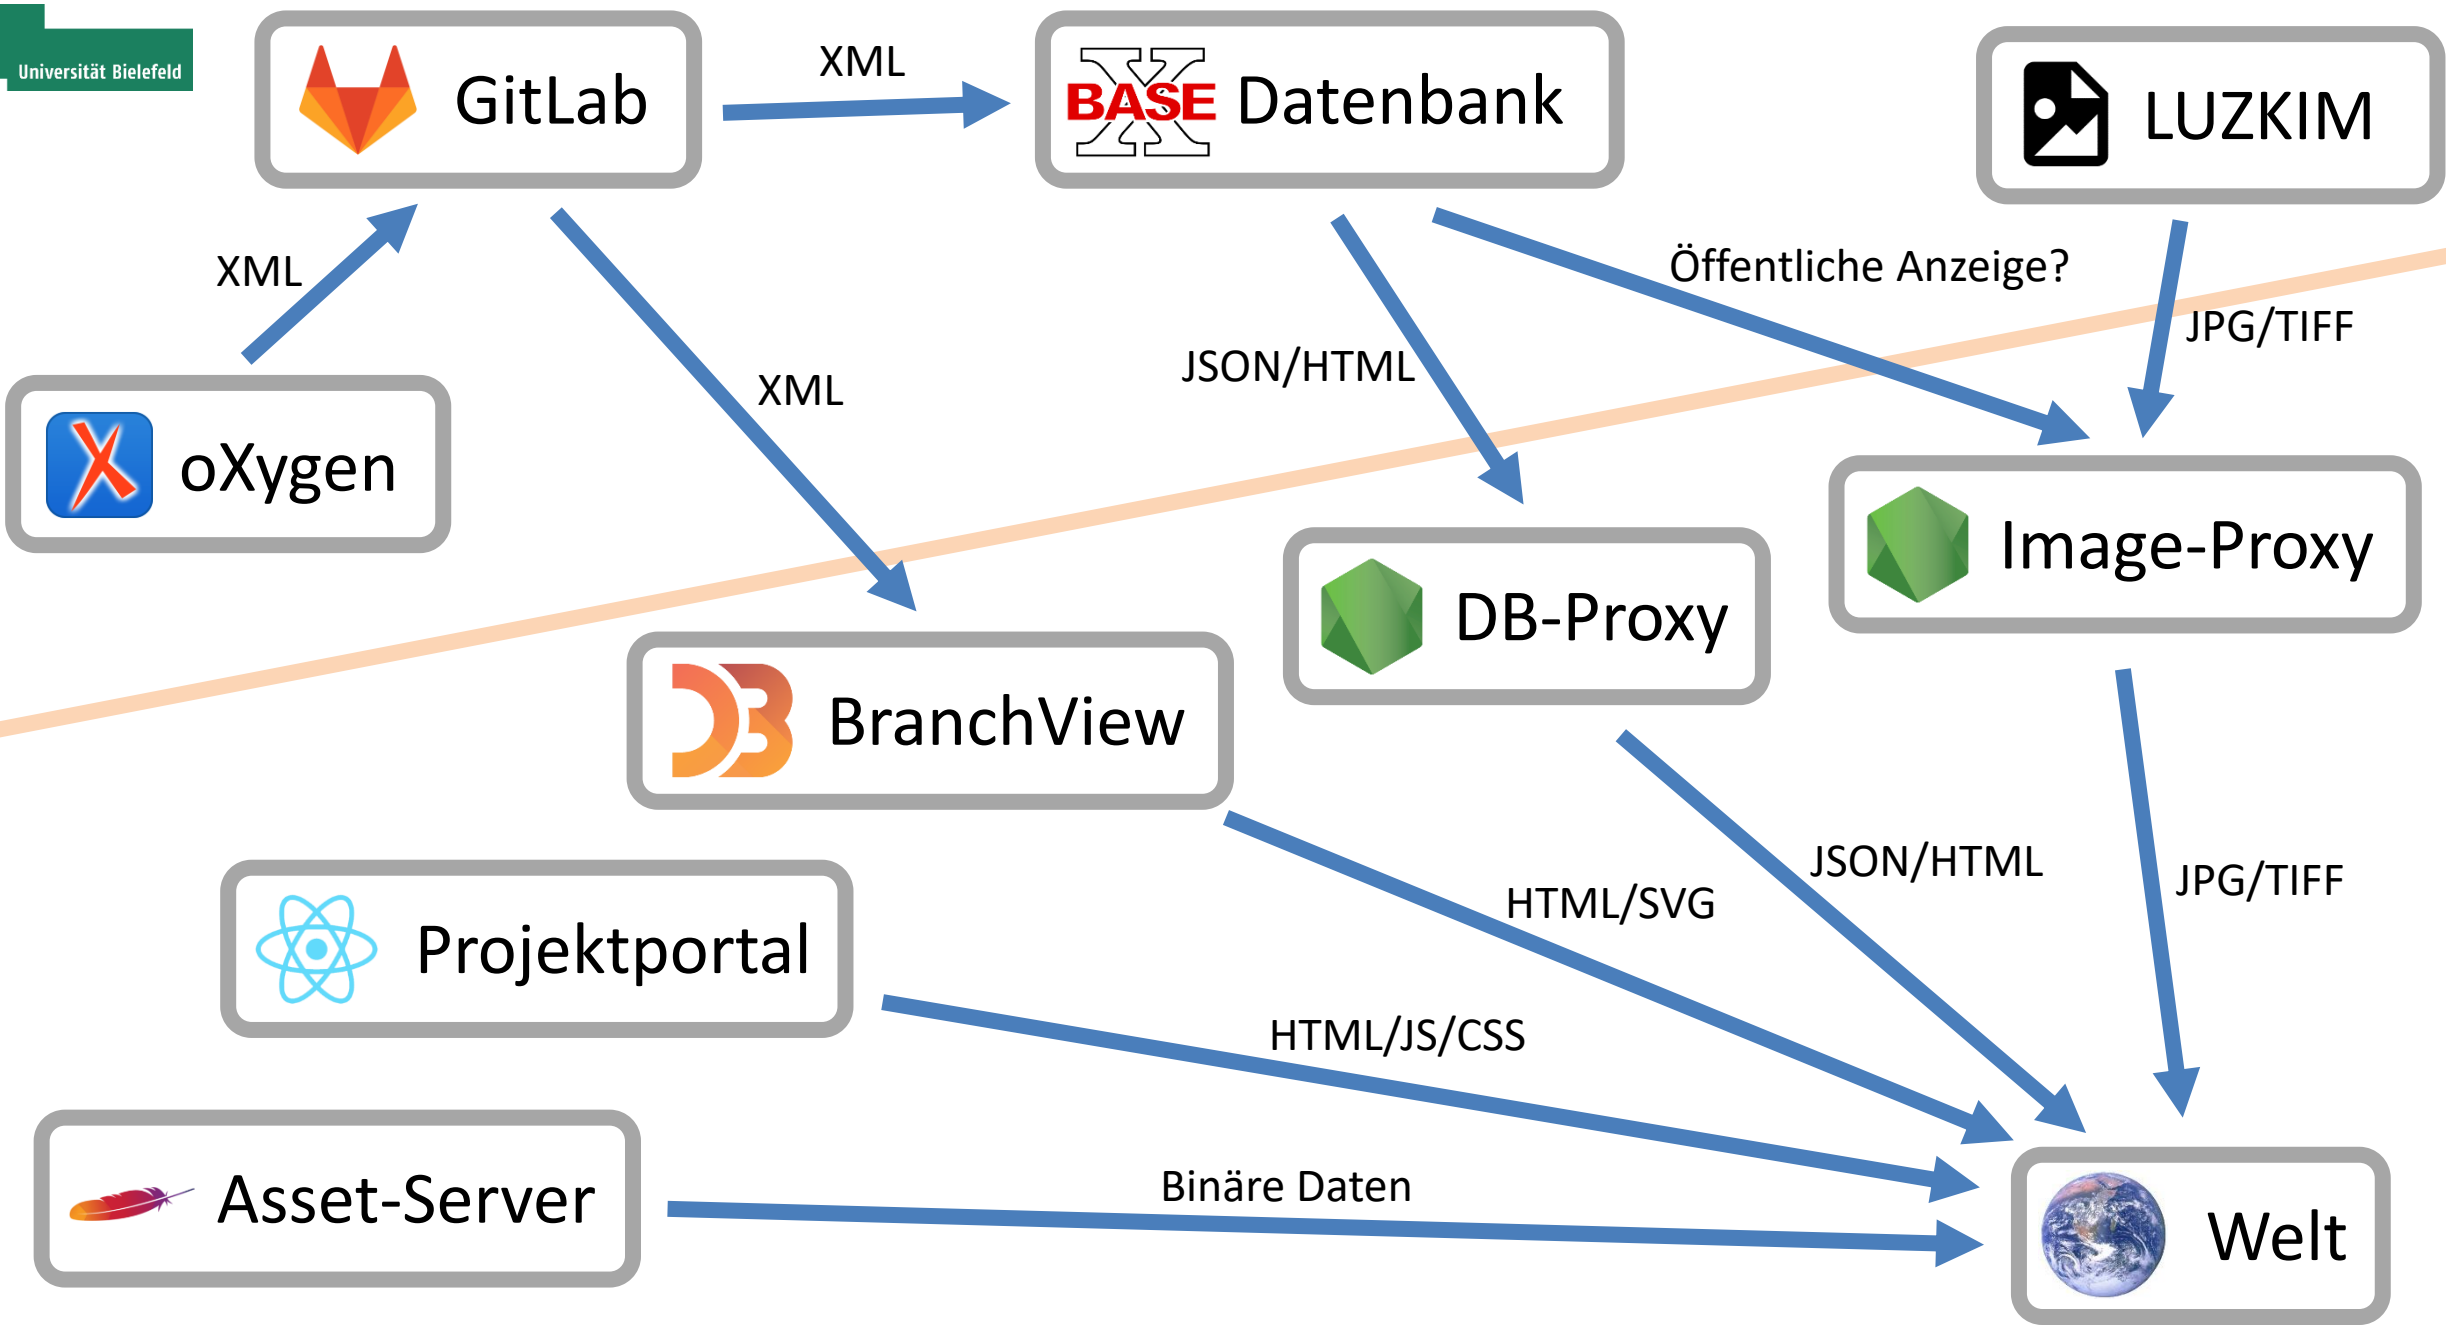 Universität Bielefeld
GitLab
XML
BASE X Datenbank
LUZKIM
XML
Öffentliche Anzeige?
JPG/TIFF
JSON/HTML
XML
oXygen
Image-Proxy
DB-Proxy
BranchView
JSON/HTML
JPG/TIFF
HTML/SVG
Projektportal
HTML/JS/CSS
Asset-Server
Binäre Daten
Welt